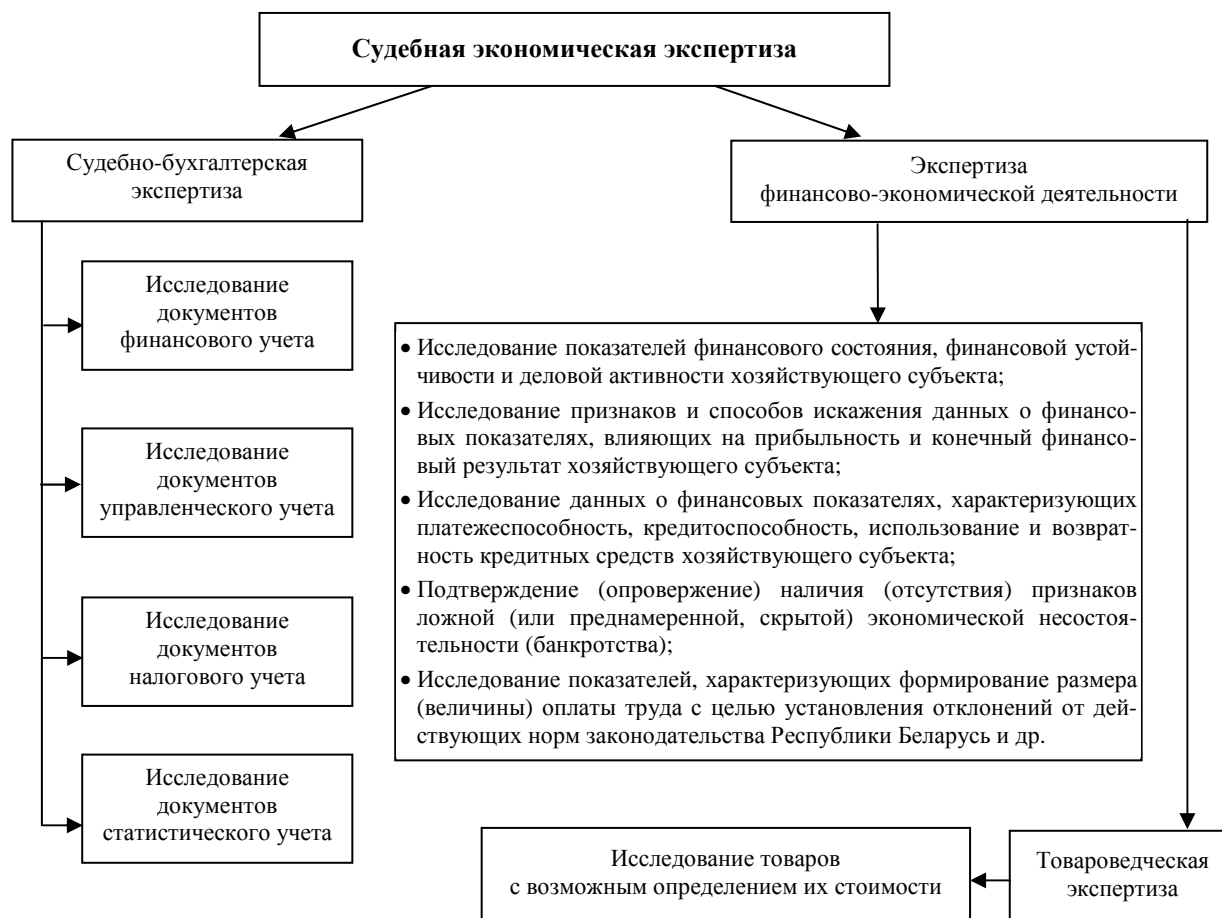 Судебная экономическая экспертиза
Судебно-бухгалтерская
экспертиза
Экспертиза
финансово-экономической деятельности
Исследование
документов
финансового учета
Исследование
документов
управленческого учета
Исследование
документов
налогового учета
Исследование
документов
статистического учета
• Исследование показателей финансового состояния, финансовой устой-
чивости и деловой активности хозяйствующего субъекта;
• Исследование признаков и способов искажения данных о финансо-
вых показателях, влияющих на прибыльность и конечный финансо-
вый результат хозяйствующего субъекта;
• Исследование данных о финансовых показателях, характеризующих
платежеспособность, кредитоспособность, использование и возврат-
ность кредитных средств хозяйствующего субъекта;
• Подтверждение (опровержение) наличия (отсутствия) признаков
ложной (или преднамеренной, скрытой) экономической несостоя-
тельности (банкротства);
• Исследование показателей, характеризующих формирование размера
(величины) оплаты труда с целью установления отклонений от дей-
ствующих норм законодательства Республики Беларусь и др.
Исследование товаров
с возможным определением их стоимости
Товароведческая
экспертиза